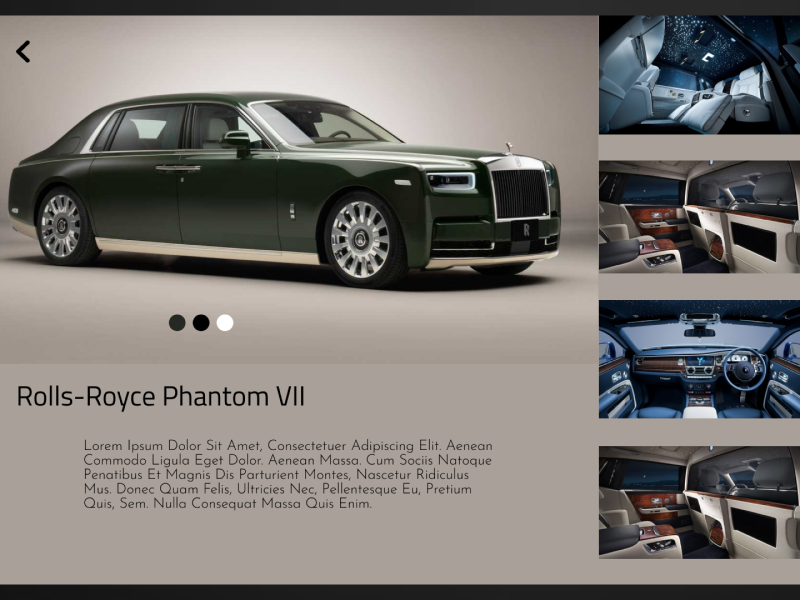 Rolls-Royce Phantom VII
Lorem Ipsum Dolor Sit Amet, Consectetuer Adipiscing Elit. Aenean
Commodo Ligula Eget Dolor. Aenean Massa. Cum Sociis Natoque
Penatibus Et Magnis Dis Parturient Montes, Nascetur Ridiculus
Mus. Donec Quam Felis, Ultricies Nec, Pellentesque Eu, Pretium
Quis, Sem. Nulla Consequat Massa Quis Enim.